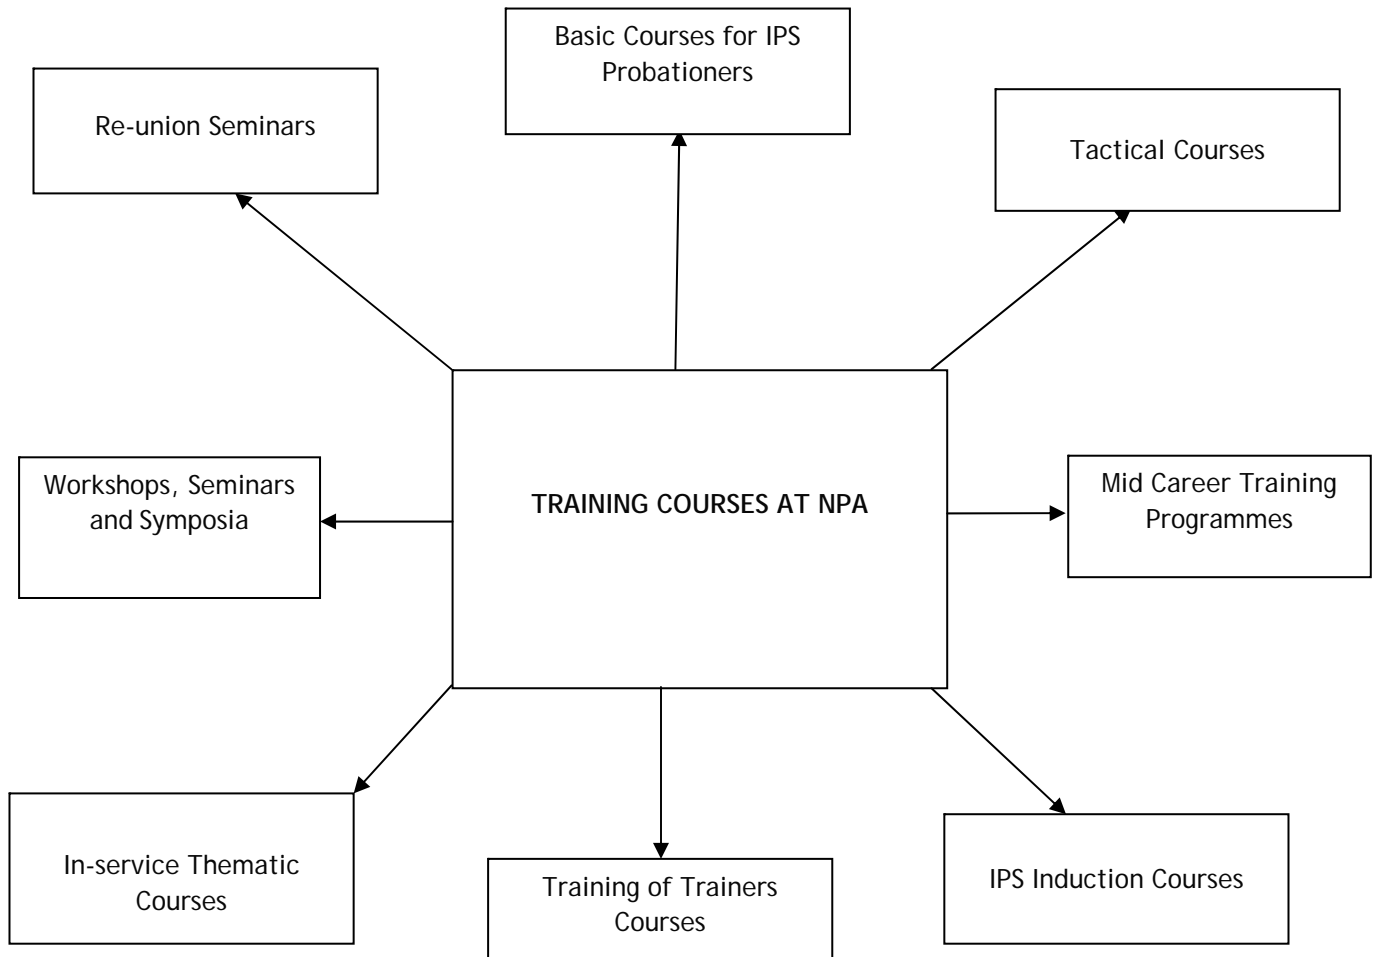 Basic Courses for IPS
Probationers
Re-union Seminars
Tactical Courses
Workshops, Seminars
and Symposia
TRAINING COURSES AT NPA
Mid Career Training
Programmes
In-service Thematic
Courses
Training of Trainers
Courses
IPS Induction Courses